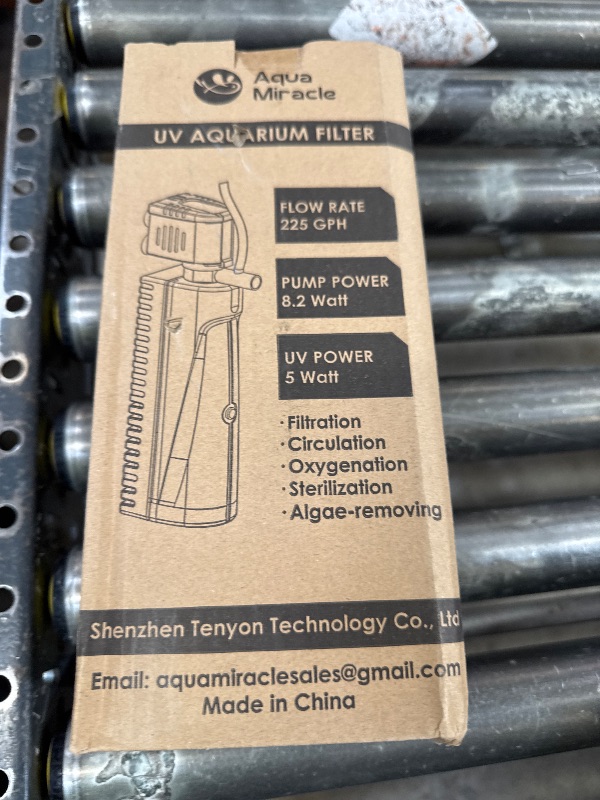 Aqua
Miracle
UV AQUARIUM FILTER
FLOW RATE
225 GPH
PUMP POWER
8.2 Watt
UV POWER
5 Watt
·Filtration
·Circulation
·Oxygenation
·Sterilization
·Algae-removing
Shenzhen Tenyon Technology Co., Ltd
Email: aquamiraclesales@gmail.com
Made in China